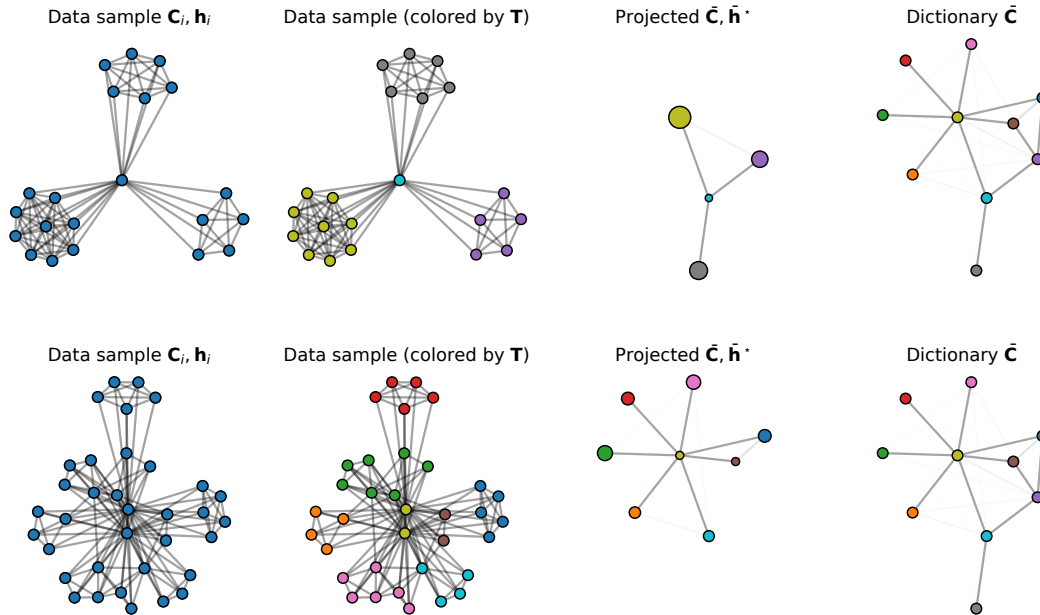 Data sample C_i, h_i
Data sample (colored by T)
Projected C̄, h̄*
Dictionary C̄
Data sample C_i, h_i
Data sample (colored by T)
Projected C̄, h̄*
Dictionary C̄